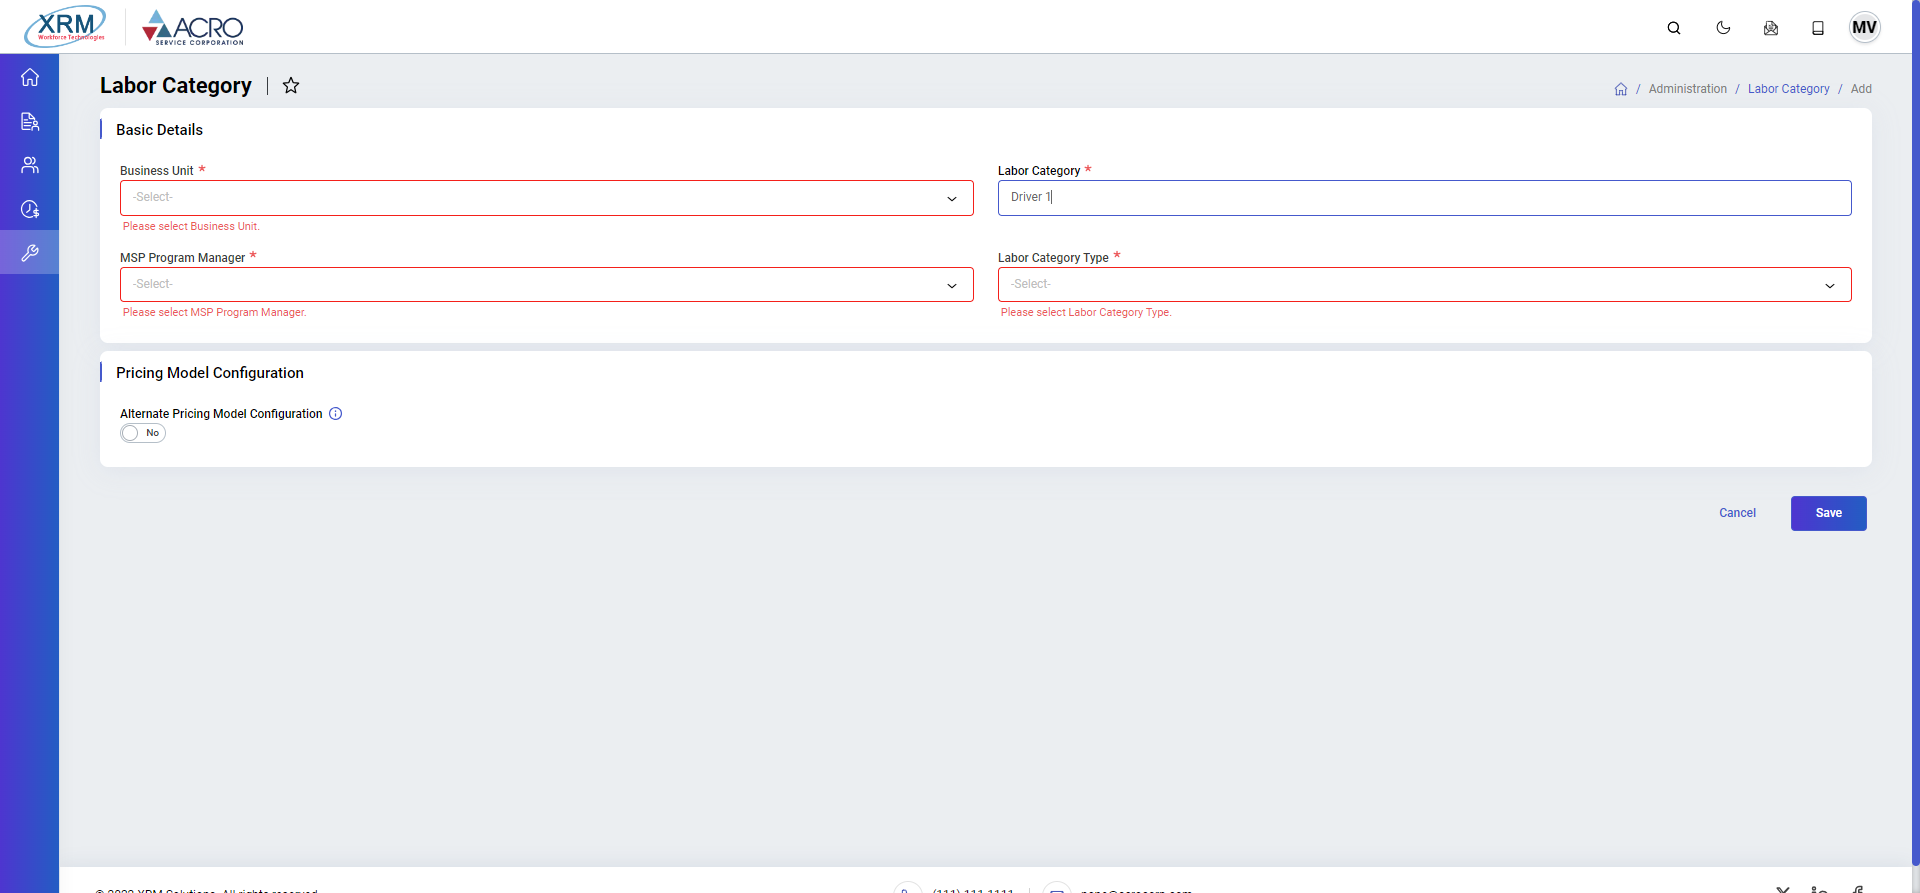 XRM
Workforce Technologies
ACRO
SERVICE CORPORATION
MV
Labor Category
/ Administration / Labor Category / Add
Basic Details
Business Unit *
-Select-
Please select Business Unit.
Labor Category *
Driver 1
MSP Program Manager *
-Select-
Please select MSP Program Manager.
Labor Category Type *
-Select-
Please select Labor Category Type.
Pricing Model Configuration
Alternate Pricing Model Configuration
No
Cancel
Save